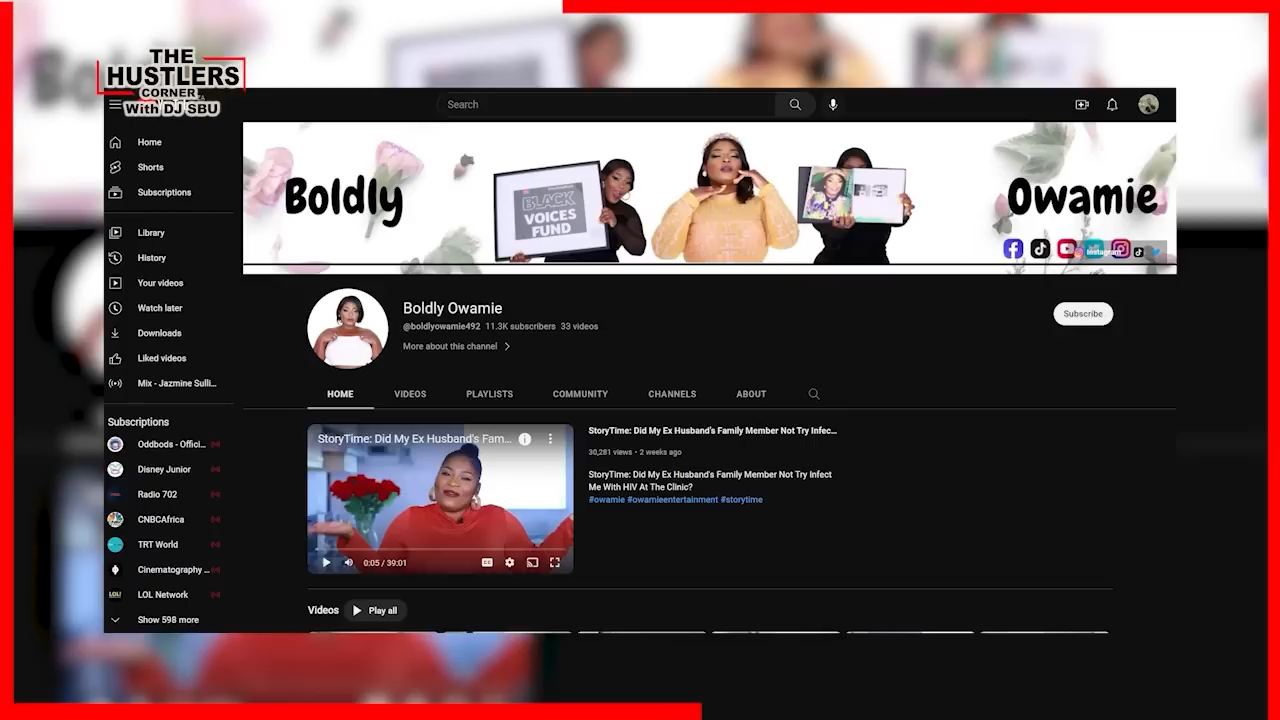 THE
HUSTLERS
CORNER
With DJ SBU
Search
Home
Shorts
Subscriptions
Library
History
Your videos
Watch later
Downloads
Liked videos
Mix - Jazmine Sulli...
Subscriptions
Oddbods - Offici...
Disney Junior
Radio 702
CNBCAfrica
TRT World
Cinematography ...
LOL Network
Show 598 more
Boldly
BLACK
VOICES
FUND
Owamie
Instagram
Boldly Owamie
@boldlyowamie492 11.3K subscribers 33 videos
More about this channel
Subscribe
HOME VIDEOS PLAYLISTS COMMUNITY CHANNELS ABOUT
StoryTime: Did My Ex Husband's Fam...
0:05 / 39:01
StoryTime: Did My Ex Husband's Family Member Not Try Infec...
30,281 views • 2 weeks ago
StoryTime: Did My Ex Husband's Family Member Not Try Infect
Me With HIV At The Clinic?
#owamie #owamieentertainment #storytime
Videos Play all